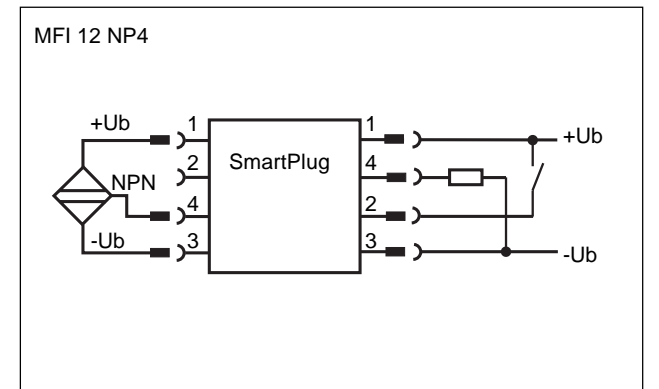 MFI 12 NP4
+Ub 1 1 +Ub
2 SmartPlug 4
NPN
4 2
-Ub 3 3 -Ub